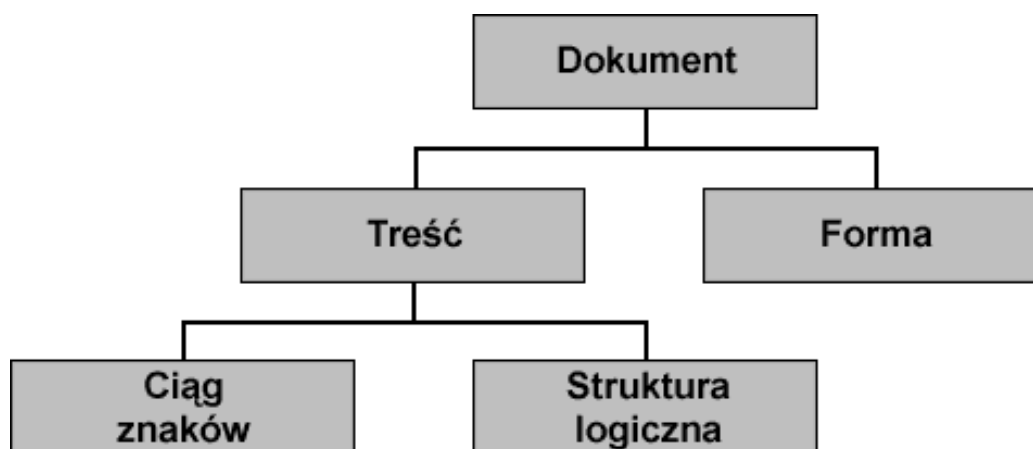 Dokument
Treść
Forma
Ciąg
znaków
Struktura
logiczna